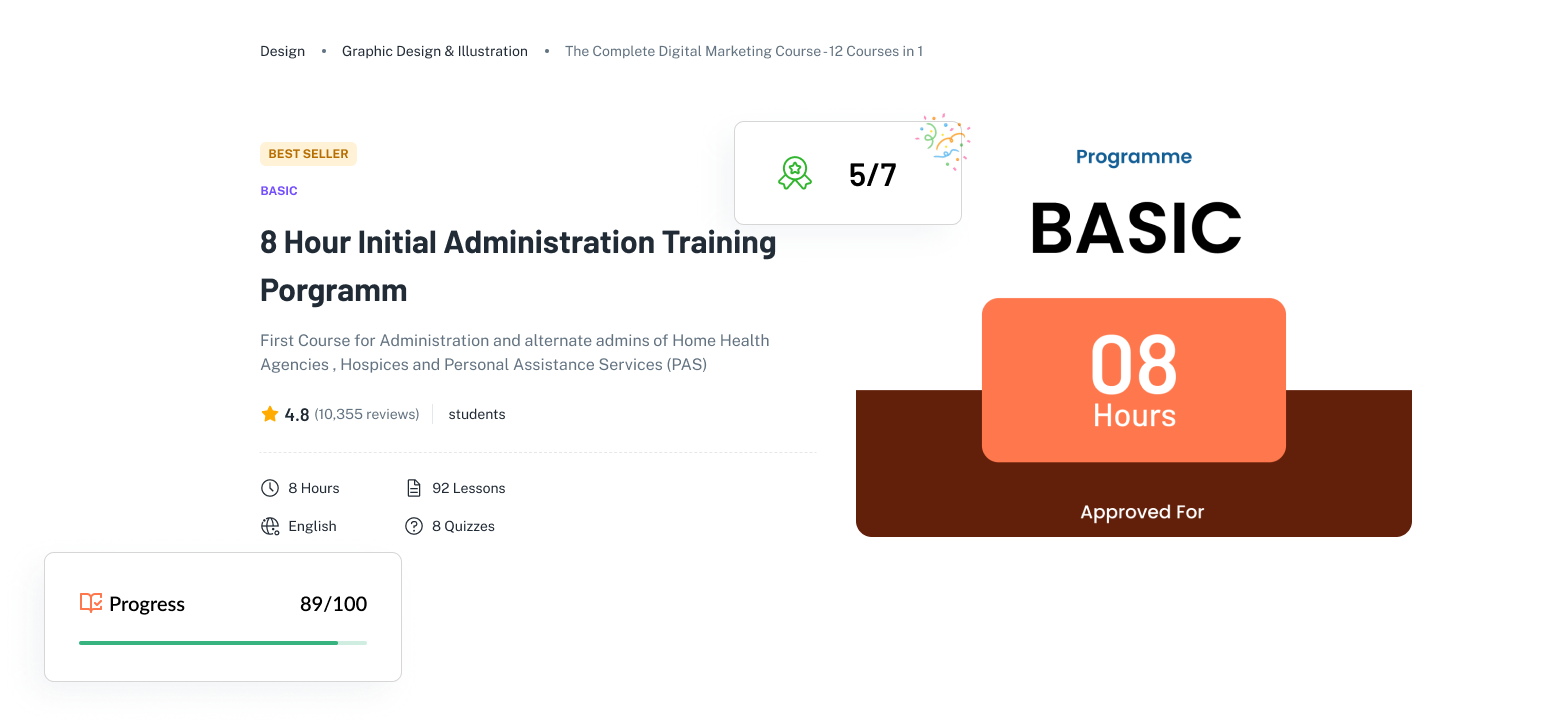 Design • Graphic Design & Illustration • The Complete Digital Marketing Course - 12 Courses in 1
BEST SELLER
BASIC
8 Hour Initial Administration Training
Porgramm
First Course for Administration and alternate admins of Home Health
Agencies , Hospices and Personal Assistance Services (PAS)
4.8 (10,355 reviews) students
8 Hours 92 Lessons
English 8 Quizzes
Progress 89/100
5/7
Programme
BASIC
08
Hours
Approved For